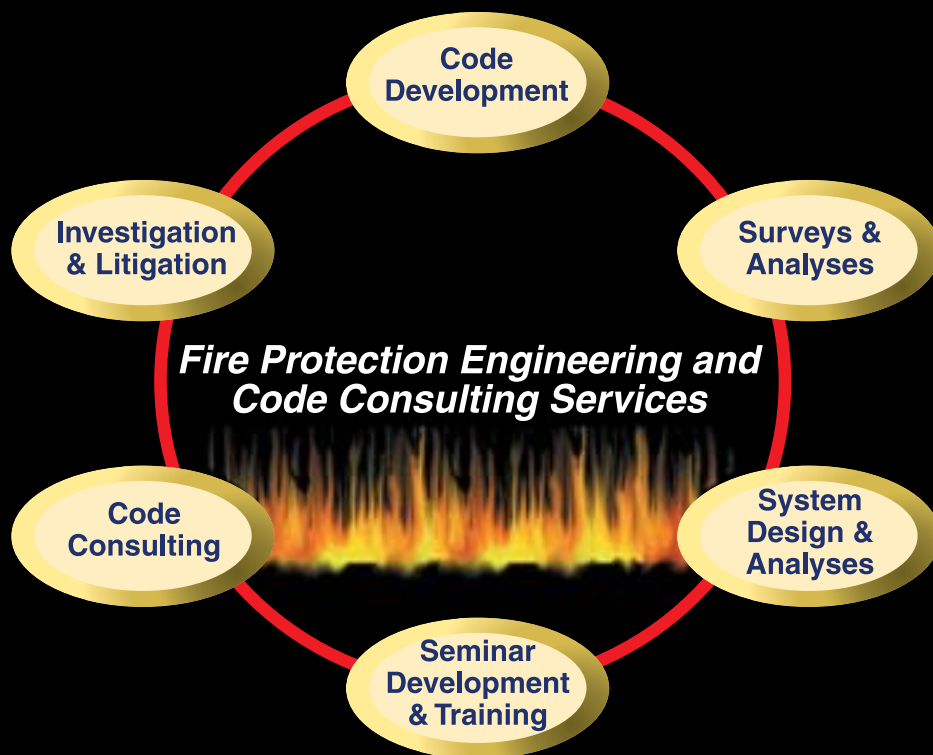 Code
Development
Investigation
& Litigation
Surveys &
Analyses
Fire Protection Engineering and
Code Consulting Services
Code
Consulting
System
Design &
Analyses
Seminar
Development
& Training